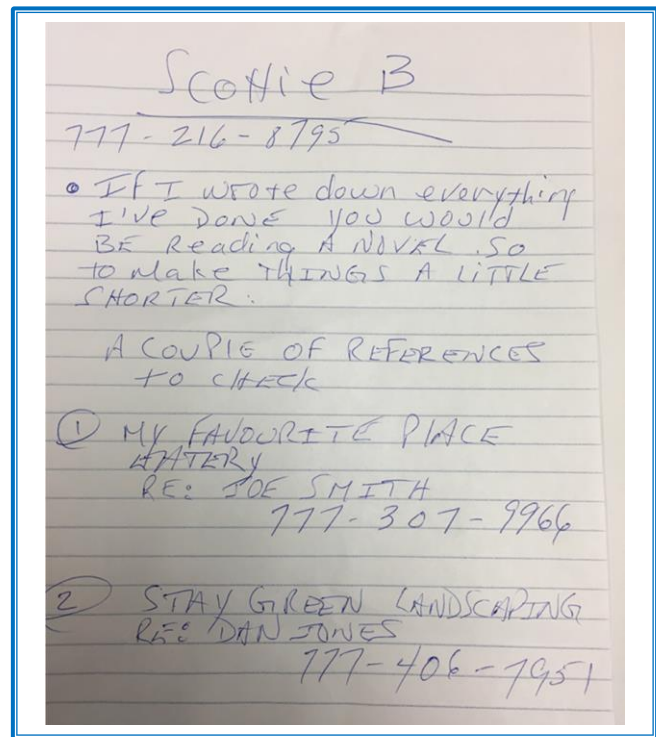 Scottie B
777-216-8795
• If I wrote down everything
I've DONE you would
BE Reading A NOVEL. SO
to Make THINGS A LITTLE
SHORTER.
A COUPlE OF REFERENCES
to CHECK
① MY FAVOURITE PLACE
EATERY
RE: JOE SMITH
777-307-9966
② STAY GREEN LANDSCAPING
RE: DAN JONES
777-406-7951